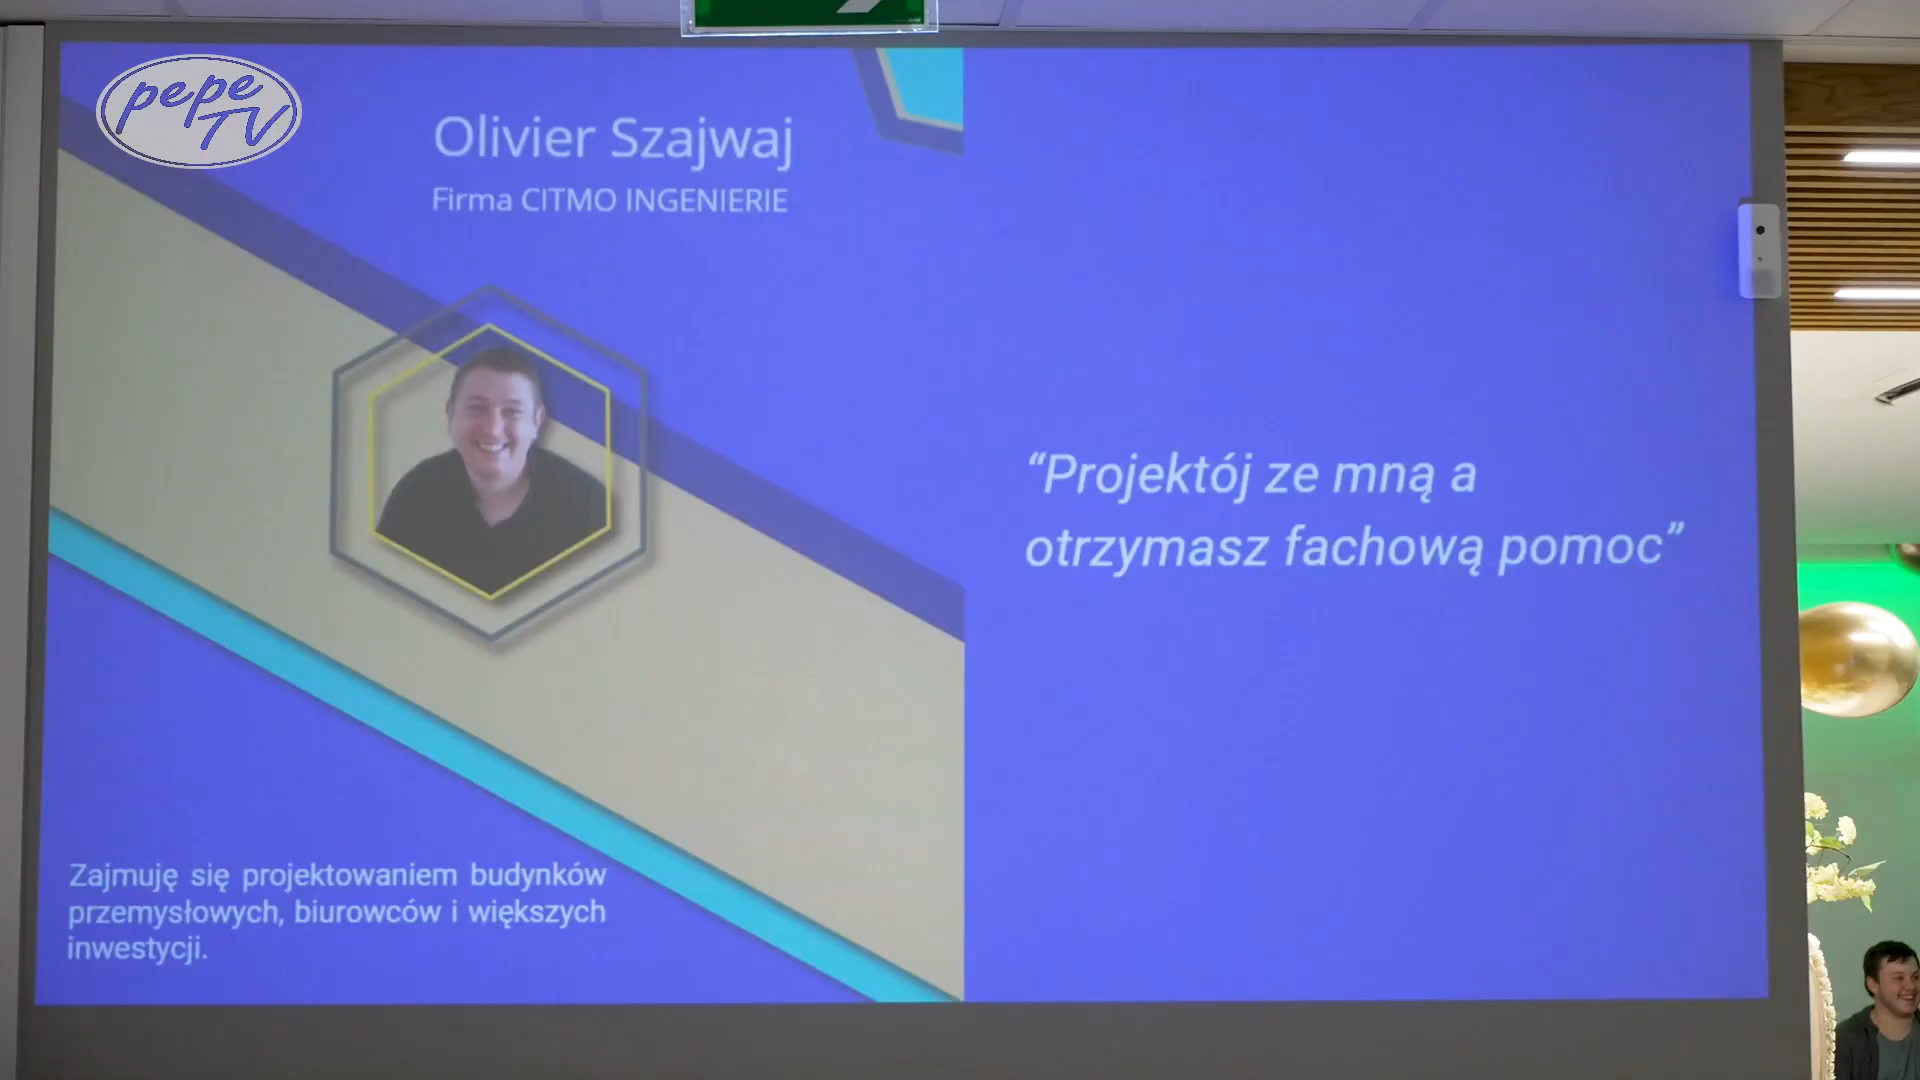 pepe
TV
Olivier Szajwaj
Firma CITMO INGENIERIE
“Projektój ze mną a
otrzymasz fachową pomoc”
Zajmuję się projektowaniem budynków
przemysłowych, biurowców i większych
inwestycji.